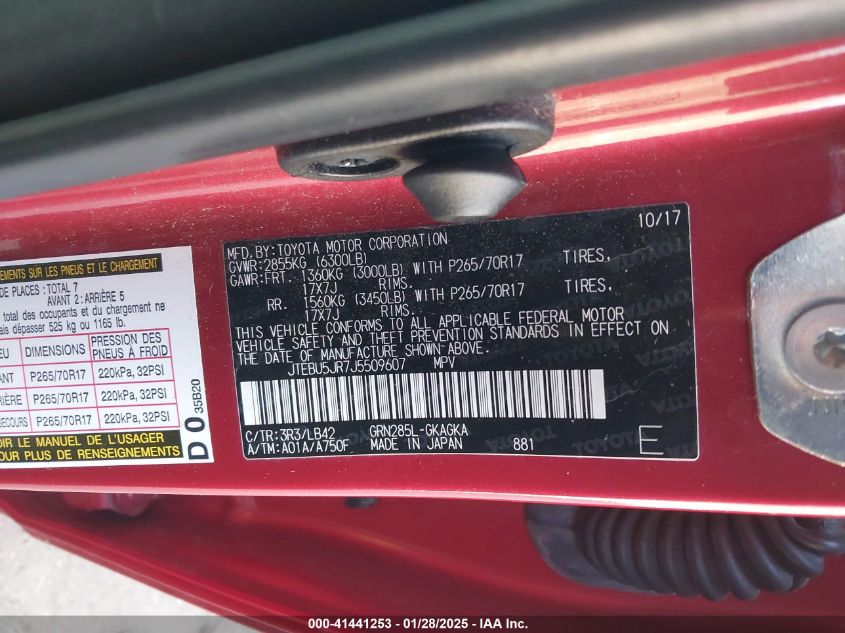 10/17
MFD.BY:TOYOTA MOTOR CORPORATION
GVWR:2855KG (6300LB)
GAWR:FRT. 1360KG (3000LB) WITH P265/70R17 TIRES,
17X7J RIMS.
RR. 1560KG (3450LB) WITH P265/70R17 TIRES,
17X7J RIMS.
THIS VEHICLE CONFORMS TO ALL APPLICABLE FEDERAL MOTOR
VEHICLE SAFETY AND THEFT PREVENTION STANDARDS IN EFFECT ON
THE DATE OF MANUFACTURE SHOWN ABOVE.
JTEBU5JR7J5509607 MPV
C/TR:3R3/LB42 GRN285L-GKAGKA
A/TM:A01A/A750F MADE IN JAPAN 881
E
SUR LES PNEUS ET LE CHARGEMENT
DE PLACES: TOTAL 7
AVANT 2: ARRIÈRE 5
total des occupants et du chargement ne
dépasser 525 kg ou 1165 lb.
DIMENSIONS PRESSION DES PNEUS À FROID
P265/70R17 220kPa, 32PSI
P265/70R17 220kPa, 32PSI
P265/70R17 220kPa, 32PSI
VOIR LE MANUEL DE L'USAGER
POUR PLUS DE RENSEIGNEMENTS
D0 35B20
000-41441253 | 01/28/2025 - IAA Inc.